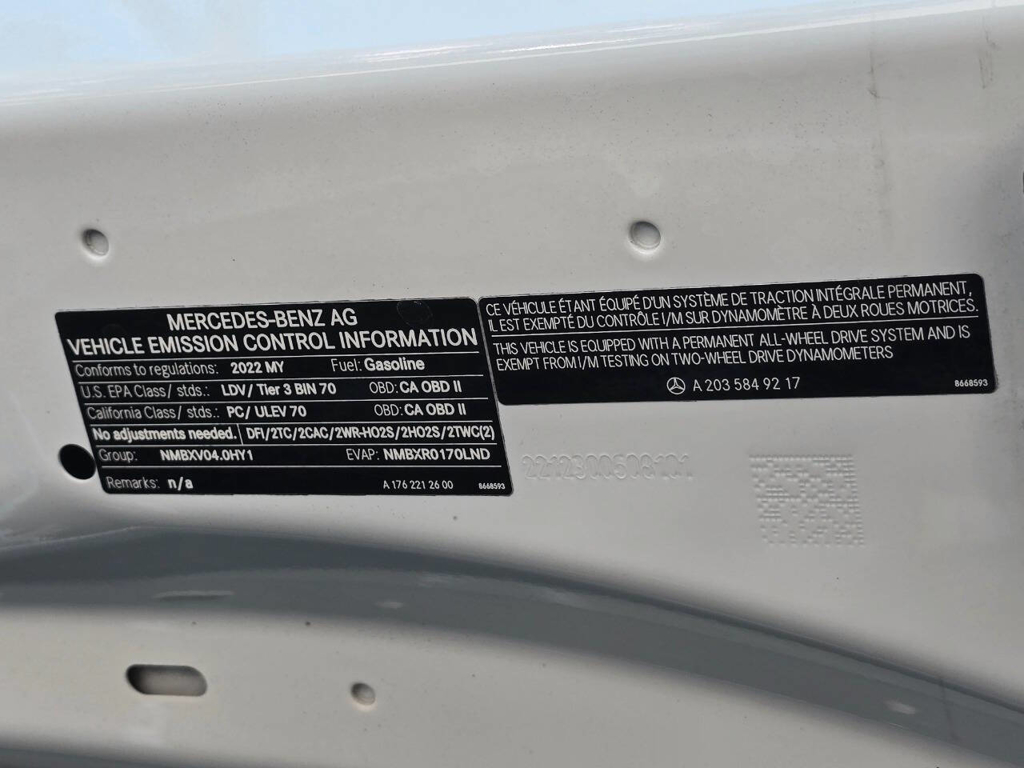 MERCEDES-BENZ AG
VEHICLE EMISSION CONTROL INFORMATION
Conforms to regulations: 2022 MY Fuel: Gasoline
U.S. EPA Class/ stds.: LDV/ Tier 3 BIN 70 OBD: CA OBD II
California Class/ stds.: PC/ ULEV 70 OBD: CA OBD II
No adjustments needed. DFI/2TC/2CAC/2WR-HO2S/2HO2S/2TWC(2)
Group: NMBXV04.0HY1 EVAP: NMBXR0170LND
Remarks: n/a A 176 221 26 00 8668593
CE VÉHICULE ÉTANT ÉQUIPÉ D'UN SYSTÈME DE TRACTION INTÉGRALE PERMANENT,
IL EST EXEMPTÉ DU CONTRÔLE I/M SUR DYNAMOMÈTRE À DEUX ROUES MOTRICES.
THIS VEHICLE IS EQUIPPED WITH A PERMANENT ALL-WHEEL DRIVE SYSTEM AND IS
EXEMPT FROM I/M TESTING ON TWO-WHEEL DRIVE DYNAMOMETERS
A 203 584 92 17 8668593